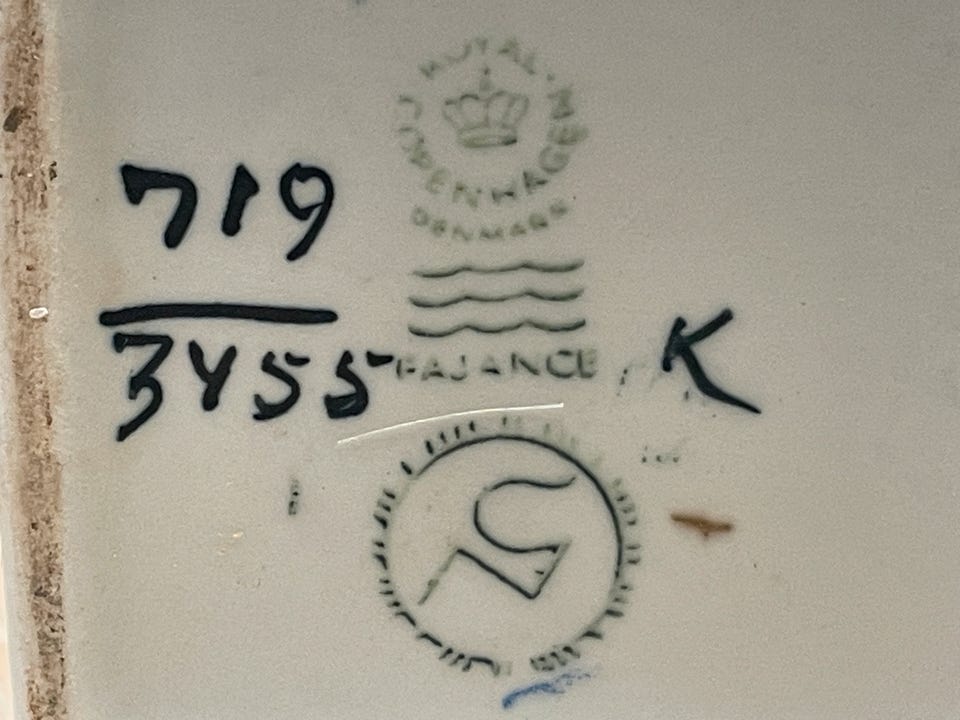 ROYAL · COPENHAGEN
DENMARK
719
3455
FAJANCE
K